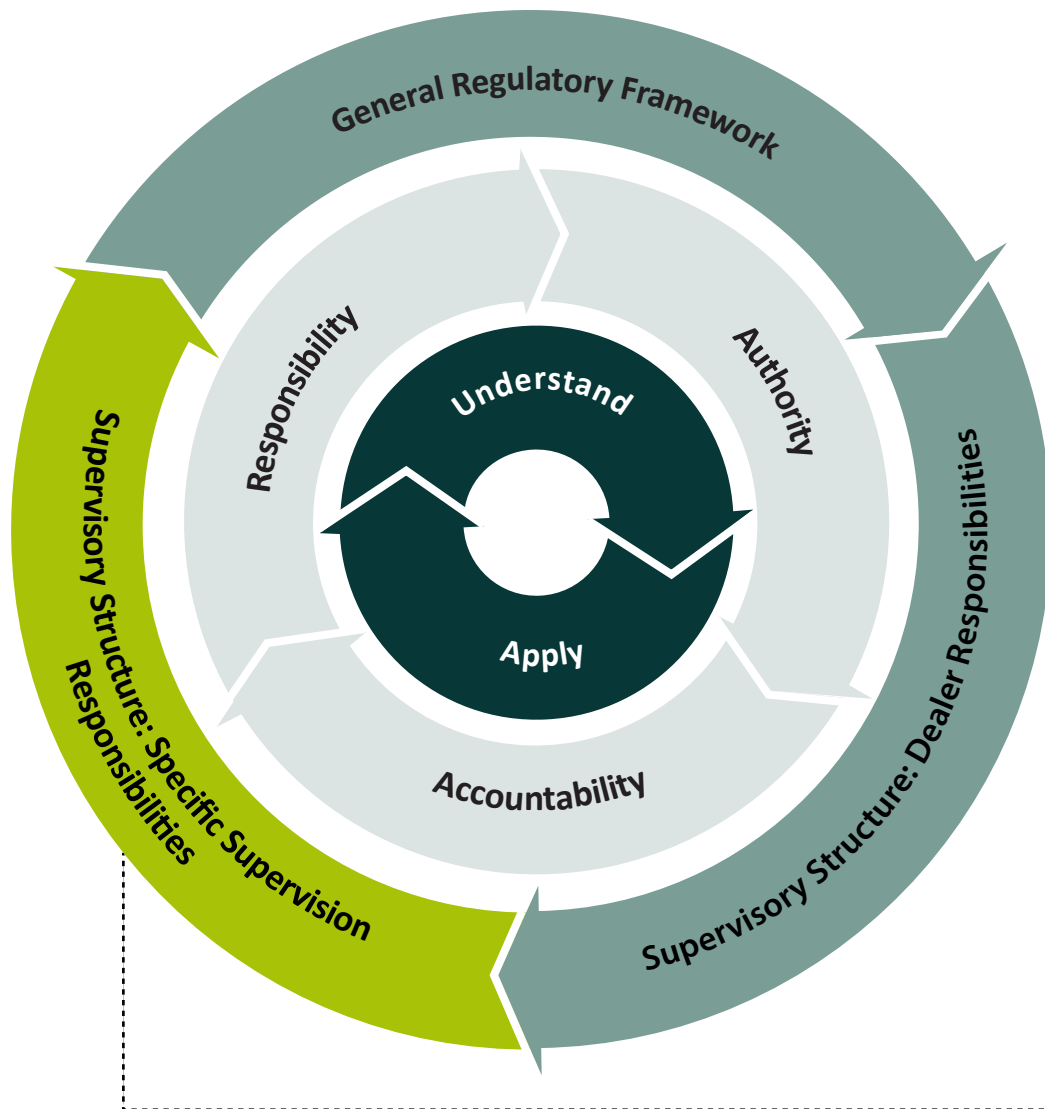 General Regulatory Framework
Responsibility
Authority
Understand
Apply
Accountability
Supervisory Structure: Dealer Responsibilities
Supervisory Structure: Specific Supervision
Responsibilities